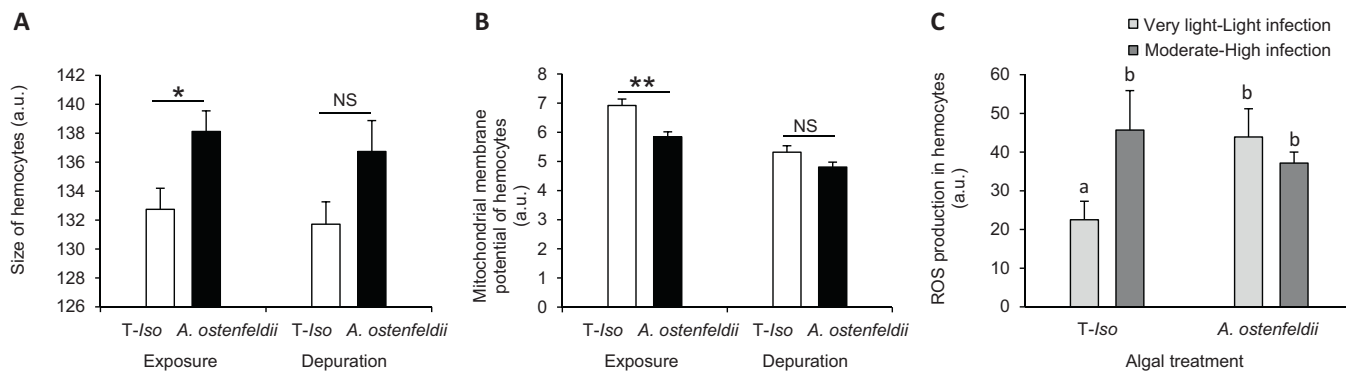 A
Size of hemocytes (a.u.)
142
140
138
136
134
132
130
128
126
*
NS
T-Iso A. ostenfeldii T-Iso A. ostenfeldii
Exposure Depuration
B
Mitochondrial membrane
potential of hemocytes
(a.u.)
8
7
6
5
4
3
2
1
0
**
NS
T-Iso A. ostenfeldii T-Iso A. ostenfeldii
Exposure Depuration
C
Very light-Light infection
Moderate-High infection
ROS production in hemocytes
(a.u.)
60
50
40
30
20
10
0
a
b
b
b
T-Iso A. ostenfeldii
Algal treatment